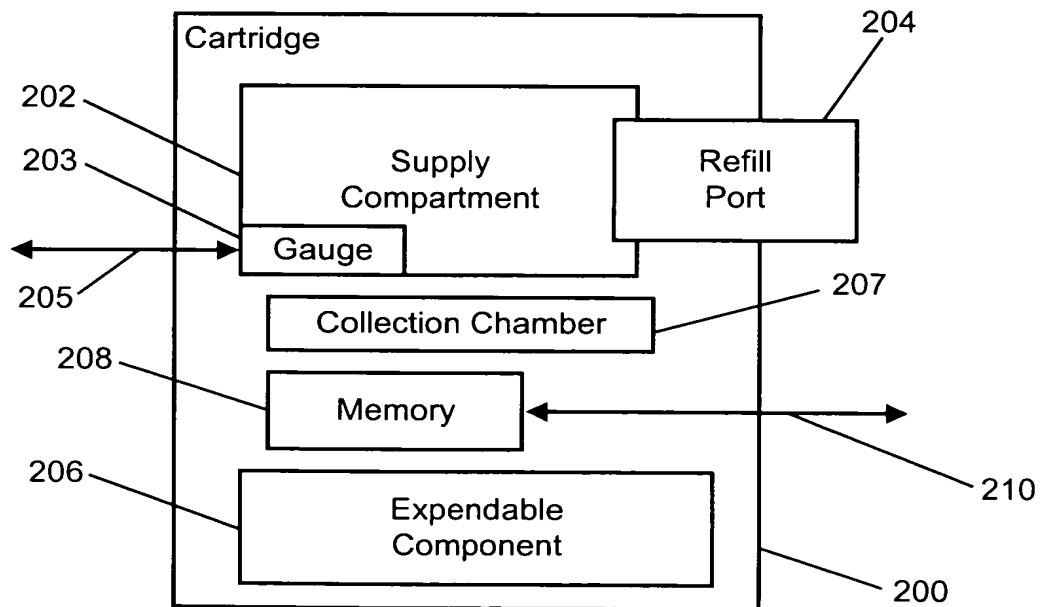 Cartridge
204
202
203
Supply
Compartment
Refill
Port
Gauge
205
207
Collection Chamber
208
Memory
206
210
Expendable
Component
200